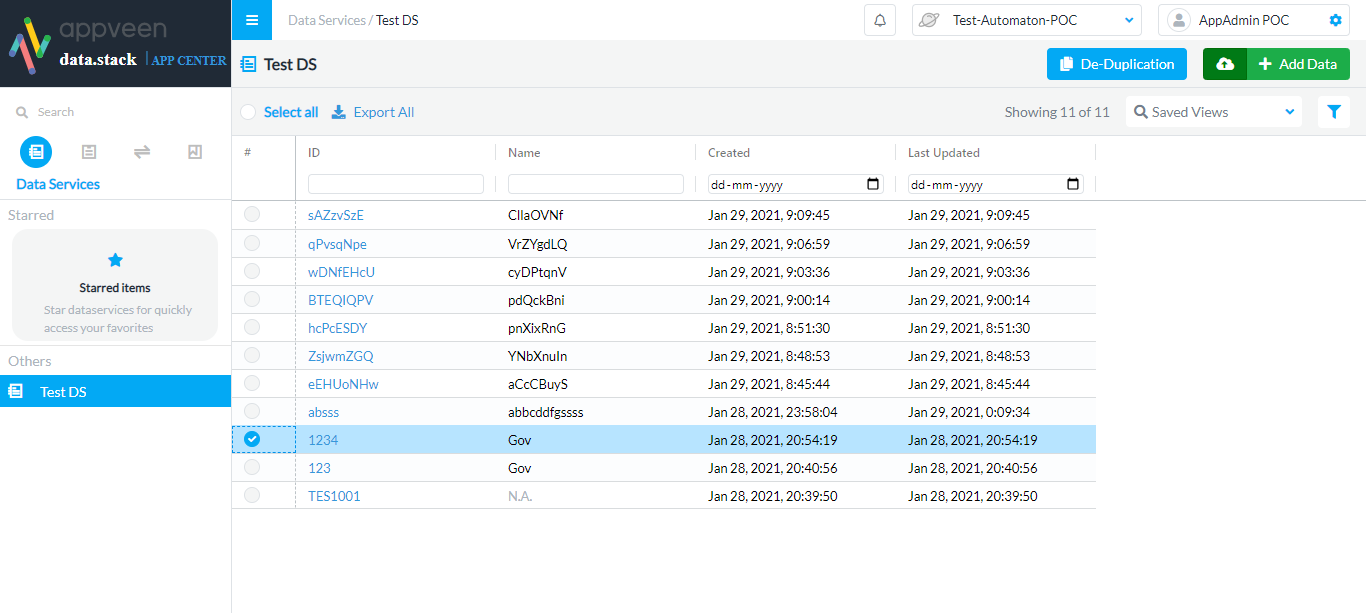 appveen
data.stack | APP CENTER
Data Services / Test DS
Test-Automaton-POC
AppAdmin POC
Test DS
De-Duplication
Add Data
Search
Select all
Export All
Showing 11 of 11
Saved Views
Data Services
Starred
Starred items
Star dataservices for quickly
access your favorites
Others
Test DS
# ID Name Created Last Updated
dd-mm-yyyy dd-mm-yyyy
sAZzvSzE CIIaOVNf Jan 29, 2021, 9:09:45 Jan 29, 2021, 9:09:45
qPvsqNpe VrZYgdLQ Jan 29, 2021, 9:06:59 Jan 29, 2021, 9:06:59
wDNfEHcU cyDPtqnV Jan 29, 2021, 9:03:36 Jan 29, 2021, 9:03:36
BTEQIQPV pdQckBni Jan 29, 2021, 9:00:14 Jan 29, 2021, 9:00:14
hcPcESDY pnXixRnG Jan 29, 2021, 8:51:30 Jan 29, 2021, 8:51:30
ZsjwmZGQ YNbXnuIn Jan 29, 2021, 8:48:53 Jan 29, 2021, 8:48:53
eEHUoNHw aCcCBuyS Jan 29, 2021, 8:45:44 Jan 29, 2021, 8:45:44
absss abbcddfgssss Jan 28, 2021, 23:58:04 Jan 29, 2021, 0:09:34
1234 Gov Jan 28, 2021, 20:54:19 Jan 28, 2021, 20:54:19
123 Gov Jan 28, 2021, 20:40:56 Jan 28, 2021, 20:40:56
TES1001 N.A. Jan 28, 2021, 20:39:50 Jan 28, 2021, 20:39:50